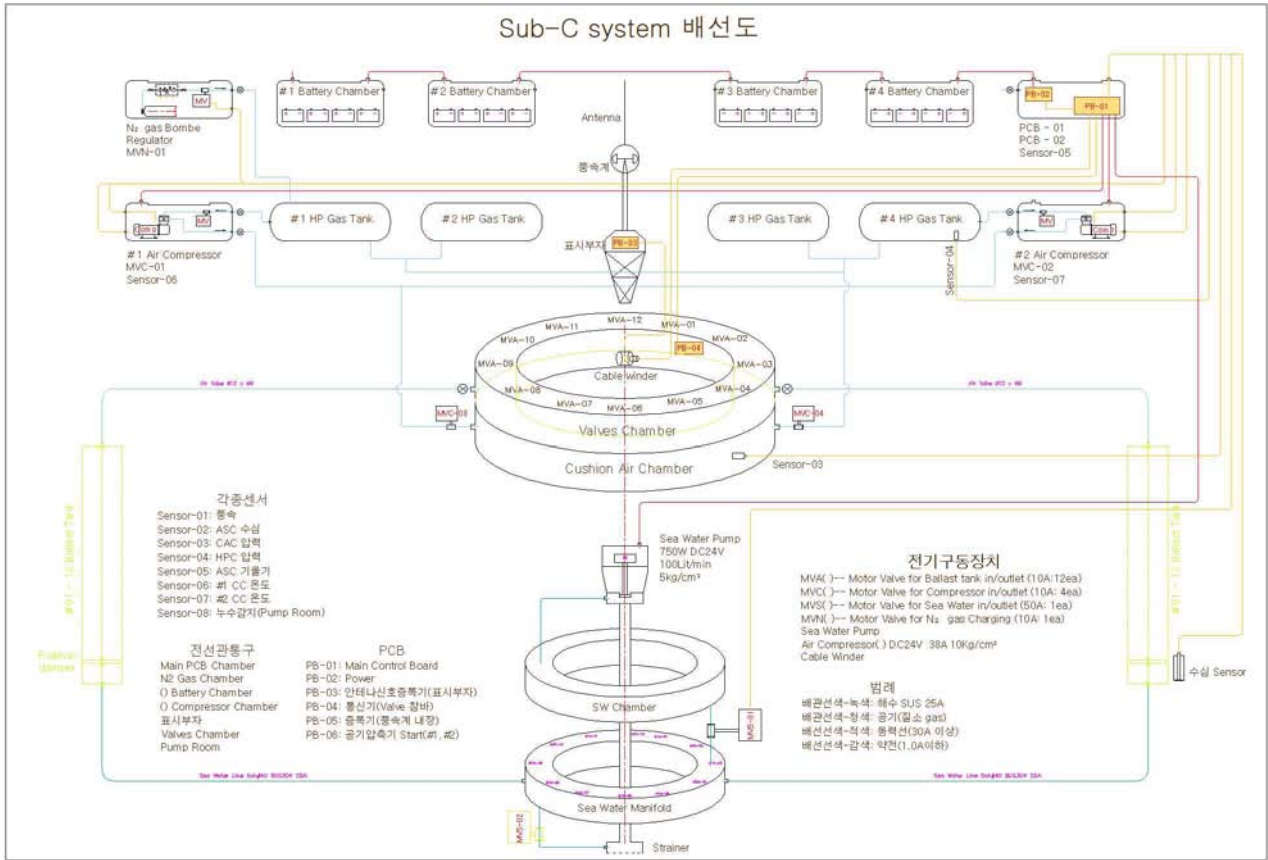 Sub-C system 배선도
#1 Battery Chamber
#2 Battery Chamber
#3 Battery Chamber
#4 Battery Chamber
MV
PB-02
PB-01
N₂ gas Bombe
Regulator
MVN-01
Antenna
풍속계
PCB - 01
PCB - 02
Sensor-05
#1 HP Gas Tank
#2 HP Gas Tank
#3 HP Gas Tank
#4 HP Gas Tank
MV
MV
표시부자
PB-03
#1 Air Compressor
MVC-01
Sensor-06
Sensor-04
#2 Air Compressor
MVC-02
Sensor-07
MVA-12
MVA-11
MVA-01
MVA-10
MVA-02
PB-04
MVA-09
MVA-03
Cable winder
MVA-08
MVA-04
MVA-07
MVA-05
MVA-06
MVC-03
MVC-04
Valves Chamber
Cushion Air Chamber
Sensor-03
각종센서
Sensor-01: 풍속
Sensor-02: ASC 수심
Sensor-03: CAC 압력
Sensor-04: HPC 압력
Sensor-05: ASC 기울기
Sensor-06: #1 CC 온도
Sensor-07: #2 CC 온도
Sensor-08: 누수감지(Pump Room)
Sea Water Pump
750W DC24V
100Lit/min
5kg/cm²
전기구동장치
MVA( )-- Motor Valve for Ballast tank in/outlet (10A:12ea)
MVC( )-- Motor Valve for Compressor in/outlet (10A: 4ea)
MVS( )-- Motor Valve for Sea Water in/outlet (50A: 1ea)
MVN( )-- Motor Valve for N₂ gas Charging (10A: 1ea)
Sea Water Pump
Air Compressor( ) DC24V 38A 10Kg/cm²
Cable Winder
#01 - 12 Ballast Tank
#01 - 12 Ballast Tank
수심 Sensor
전선관통구
Main PCB Chamber
N2 Gas Chamber
() Battery Chamber
() Compressor Chamber
표시부자
Valves Chamber
Pump Room
PCB
PB-01: Main Control Board
PB-02: Power
PB-03: 안테나신호증폭기(표시부자)
PB-04: 통신기(Valve 챔바)
PB-05: 증폭기(풍속계 내장)
PB-06: 공기압축기 Start(#1, #2)
SW Chamber
MVS-01
범례
배관선색-녹색: 해수 SUS 25A
배관선색-청색: 공기(질소 gas)
배선선색-적색: 동력선(30A 이상)
배선선색-감색: 약전(1.0A이하)
Sea Water Manifold
MVS-02
Strainer